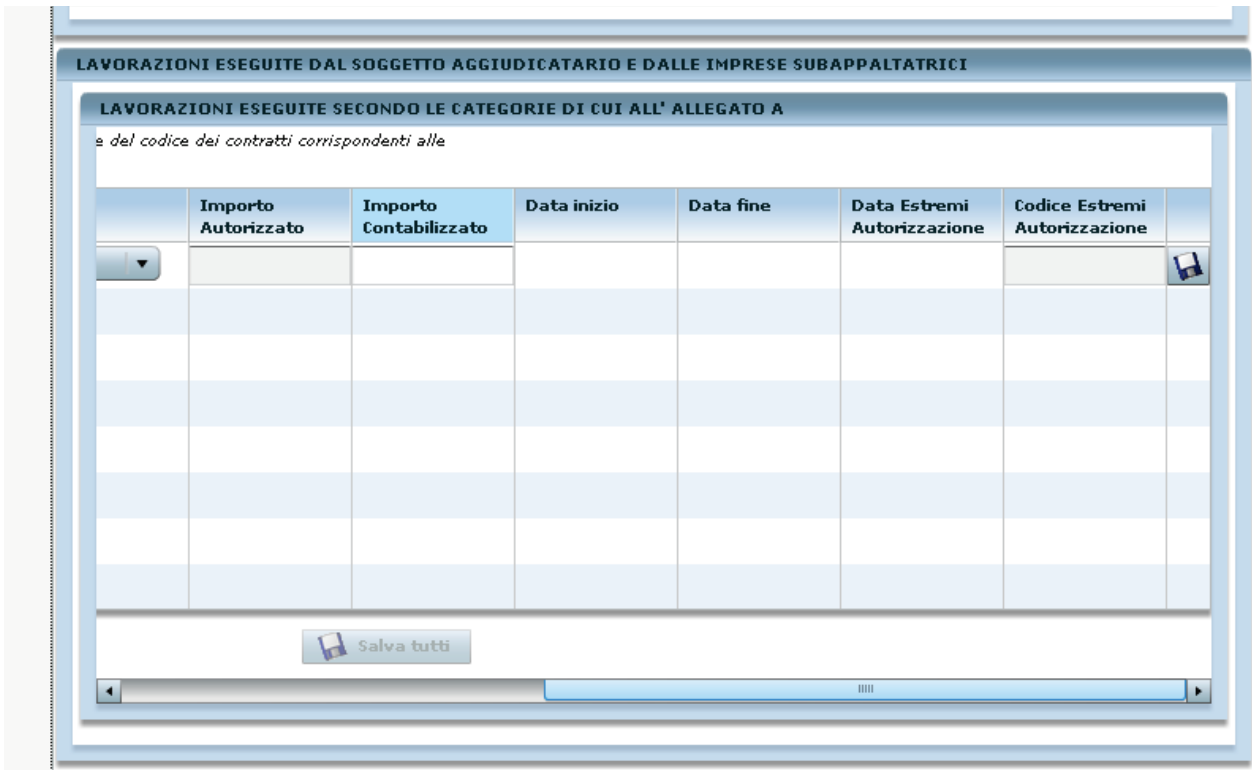 LAVORAZIONI ESEGUITE DAL SOGGETTO AGGIUDICATARIO E DALLE IMPRESE SUBAPPALTATRICI
LAVORAZIONI ESEGUITE SECONDO LE CATEGORIE DI CUI ALL' ALLEGATO A
e del codice dei contratti corrispondenti alle
Importo Autorizzato
Importo Contabilizzato
Data inizio
Data fine
Data Estremi Autorizzazione
Codice Estremi Autorizzazione
Salva tutti